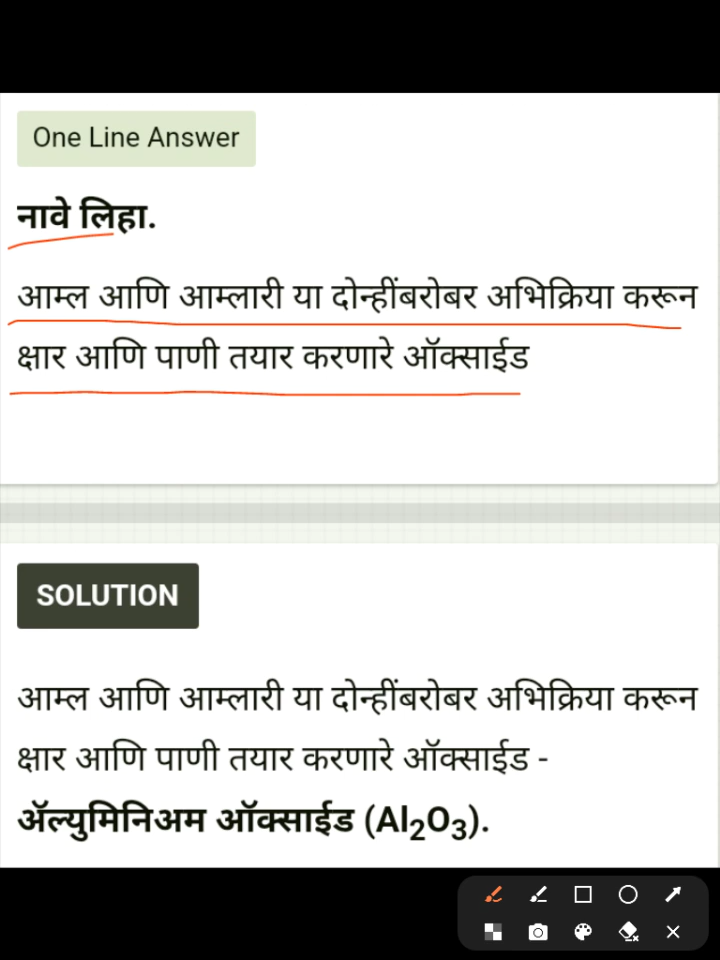 One Line Answer
नावे लिहा.
आम्ल आणि आम्लारी या दोन्हींबरोबर अभिक्रिया करून
क्षार आणि पाणी तयार करणारे ऑक्साईड
SOLUTION
आम्ल आणि आम्लारी या दोन्हींबरोबर अभिक्रिया करून
क्षार आणि पाणी तयार करणारे ऑक्साईड -
ॲल्युमिनिअम ऑक्साईड (Al₂O₃).